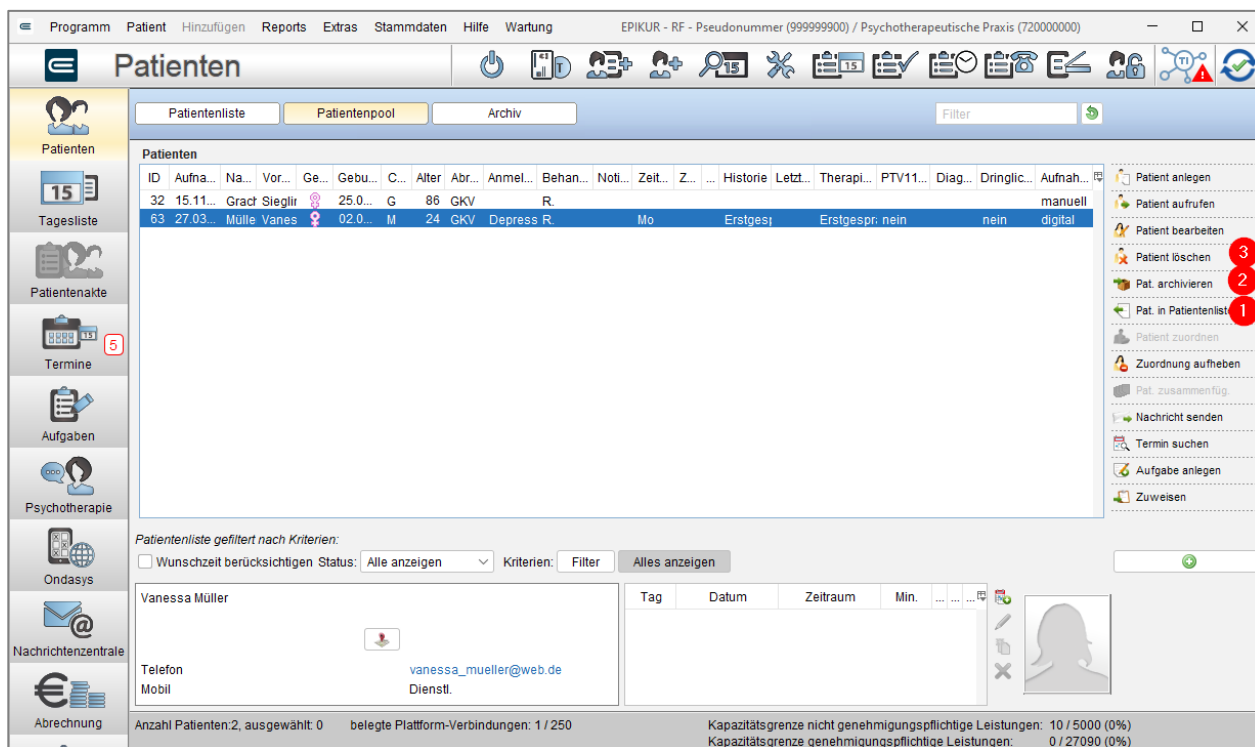 Programm Patient Hinzufügen Reports Extras Stammdaten Hilfe Wartung EPIKUR - RF - Pseudonummer (999999900) / Psychotherapeutische Praxis (720000000)
Patienten
15
TI
Patienten
Tagesliste
15
Patientenakte
Termine
15
5
Aufgaben
Psychotherapie
Ondasys
Nachrichtenzentrale
Abrechnung
Patientenliste Patientenpool Archiv Filter
Patienten
ID Aufna... Na... Vor... Ge... Gebu... C... Alter Abr... Anmel... Behan... Noti... Zeit... Z... ... Historie Letzt... Therapi... PTV11... Diag... Dringlic... Aufnah...
32 15.11... Grach Sieglir 25.0... G 86 GKV R. manuell
63 27.03... Mülle Vanes 02.0... M 24 GKV Depress R. Mo Erstgesp Erstgespr: nein nein digital
Patient anlegen
Patient aufrufen
Patient bearbeiten
Patient löschen 3
Pat. archivieren 2
Pat. in Patientenliste 1
Patient zuordnen
Zuordnung aufheben
Pat. zusammenfüg.
Nachricht senden
Termin suchen
Aufgabe anlegen
Zuweisen
Patientenliste gefiltert nach Kriterien:
Wunschzeit berücksichtigen Status: Alle anzeigen Kriterien: Filter Alles anzeigen
Vanessa Müller
Telefon vanessa_mueller@web.de
Mobil Dienstl.
Tag Datum Zeitraum Min. ... ... ...
Anzahl Patienten:2, ausgewählt: 0 belegte Plattform-Verbindungen: 1 / 250 Kapazitätsgrenze nicht genehmigungspflichtige Leistungen: 10 / 5000 (0%)
Kapazitätsgrenze genehmigungspflichtige Leistungen: 0 / 27090 (0%)